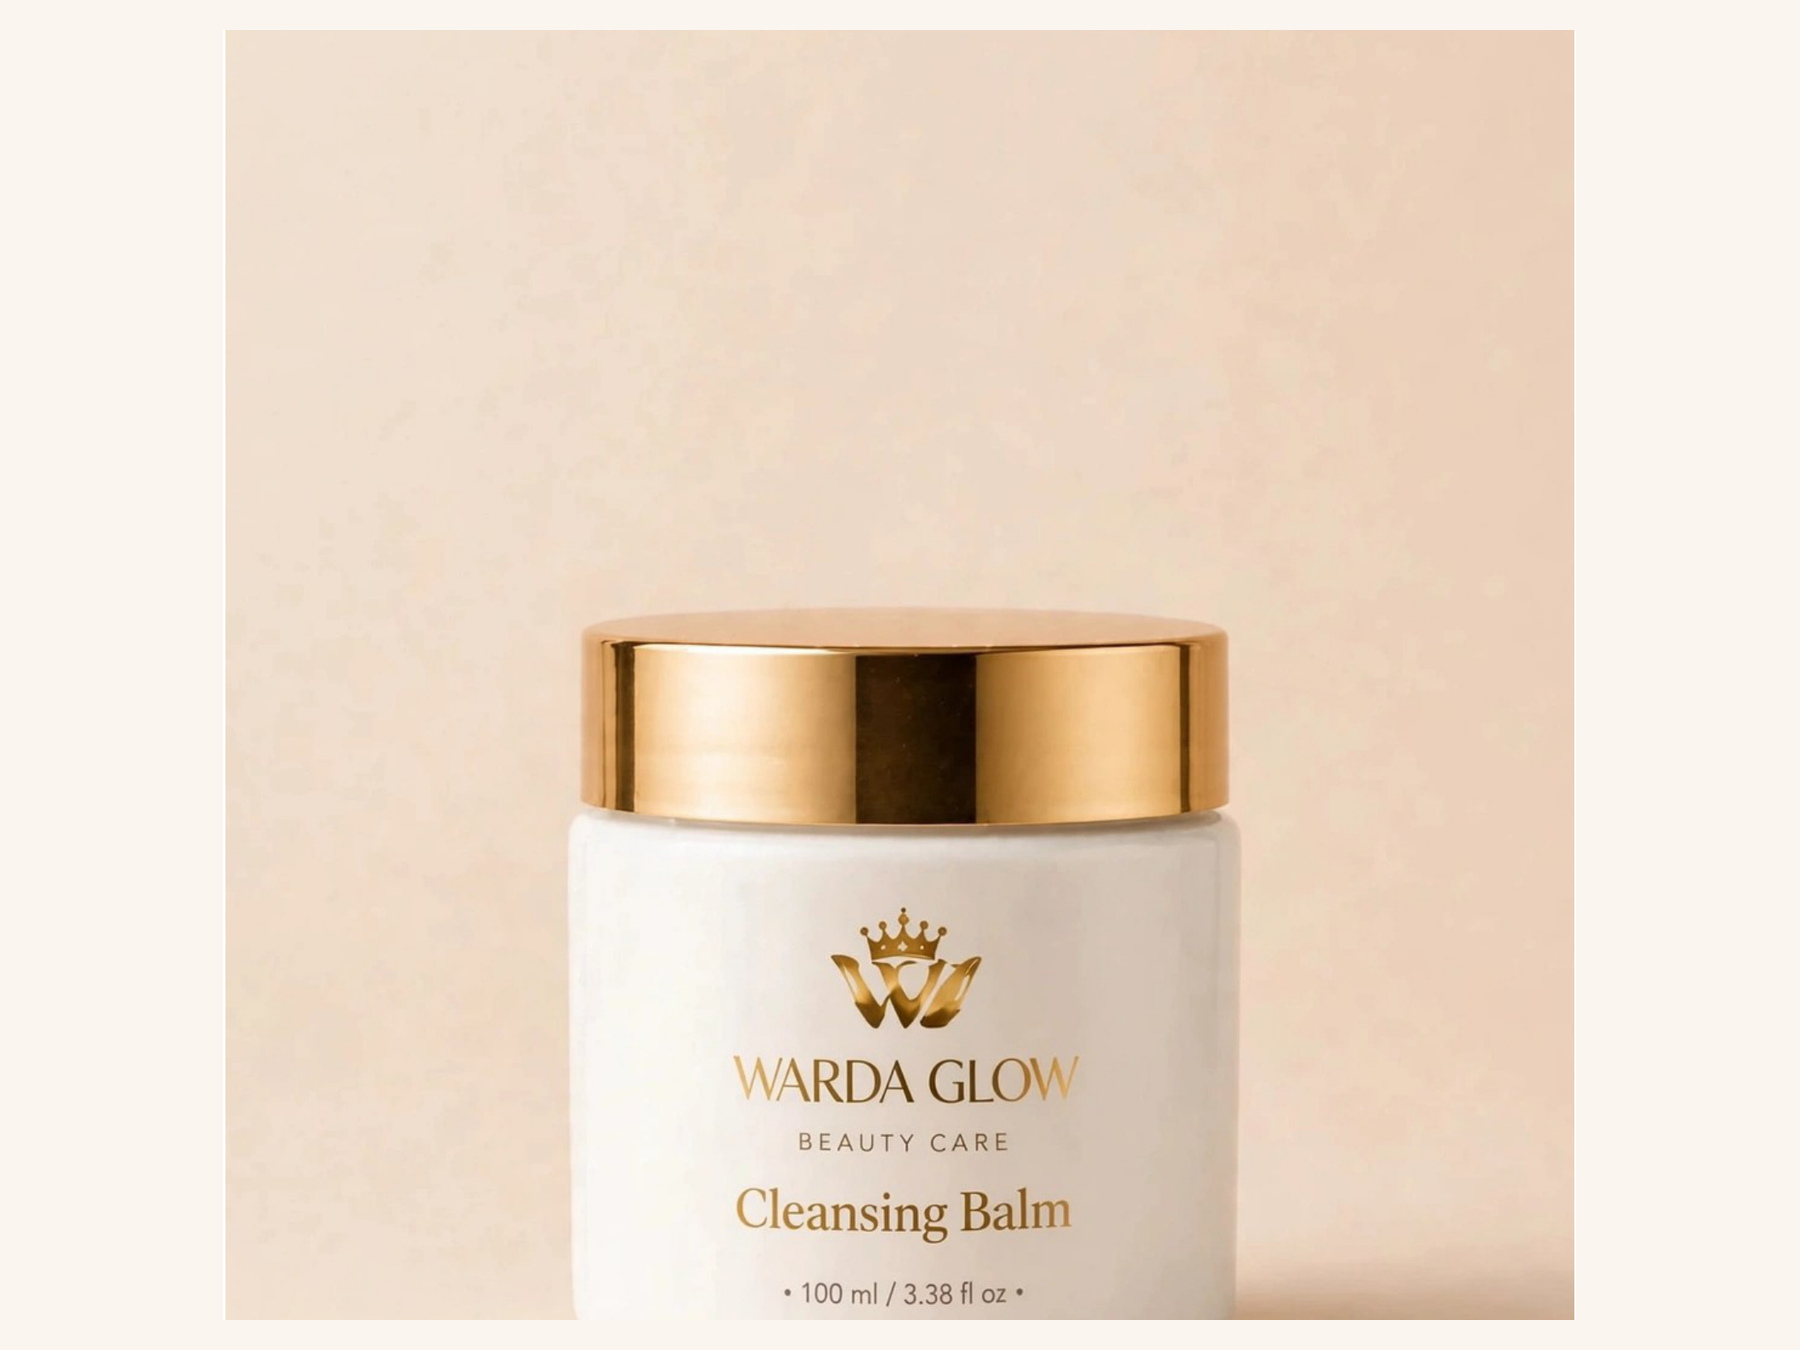 WARDA GLOW
BEAUTY CARE
Cleansing Balm
• 100 ml / 3.38 fl oz •